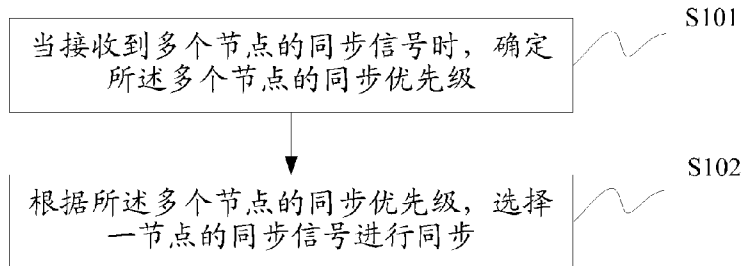 S101
当接收到多个节点的同步信号时，确定
所述多个节点的同步优先级
S102
根据所述多个节点的同步优先级，选择
一节点的同步信号进行同步